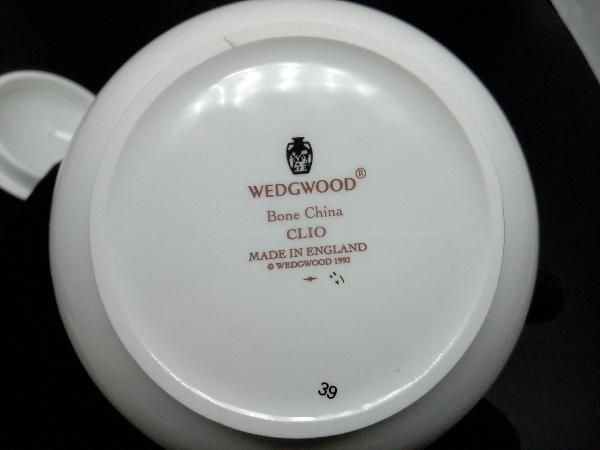 WEDGWOOD®
Bone China
CLIO
MADE IN ENGLAND
© WEDGWOOD 1992
39